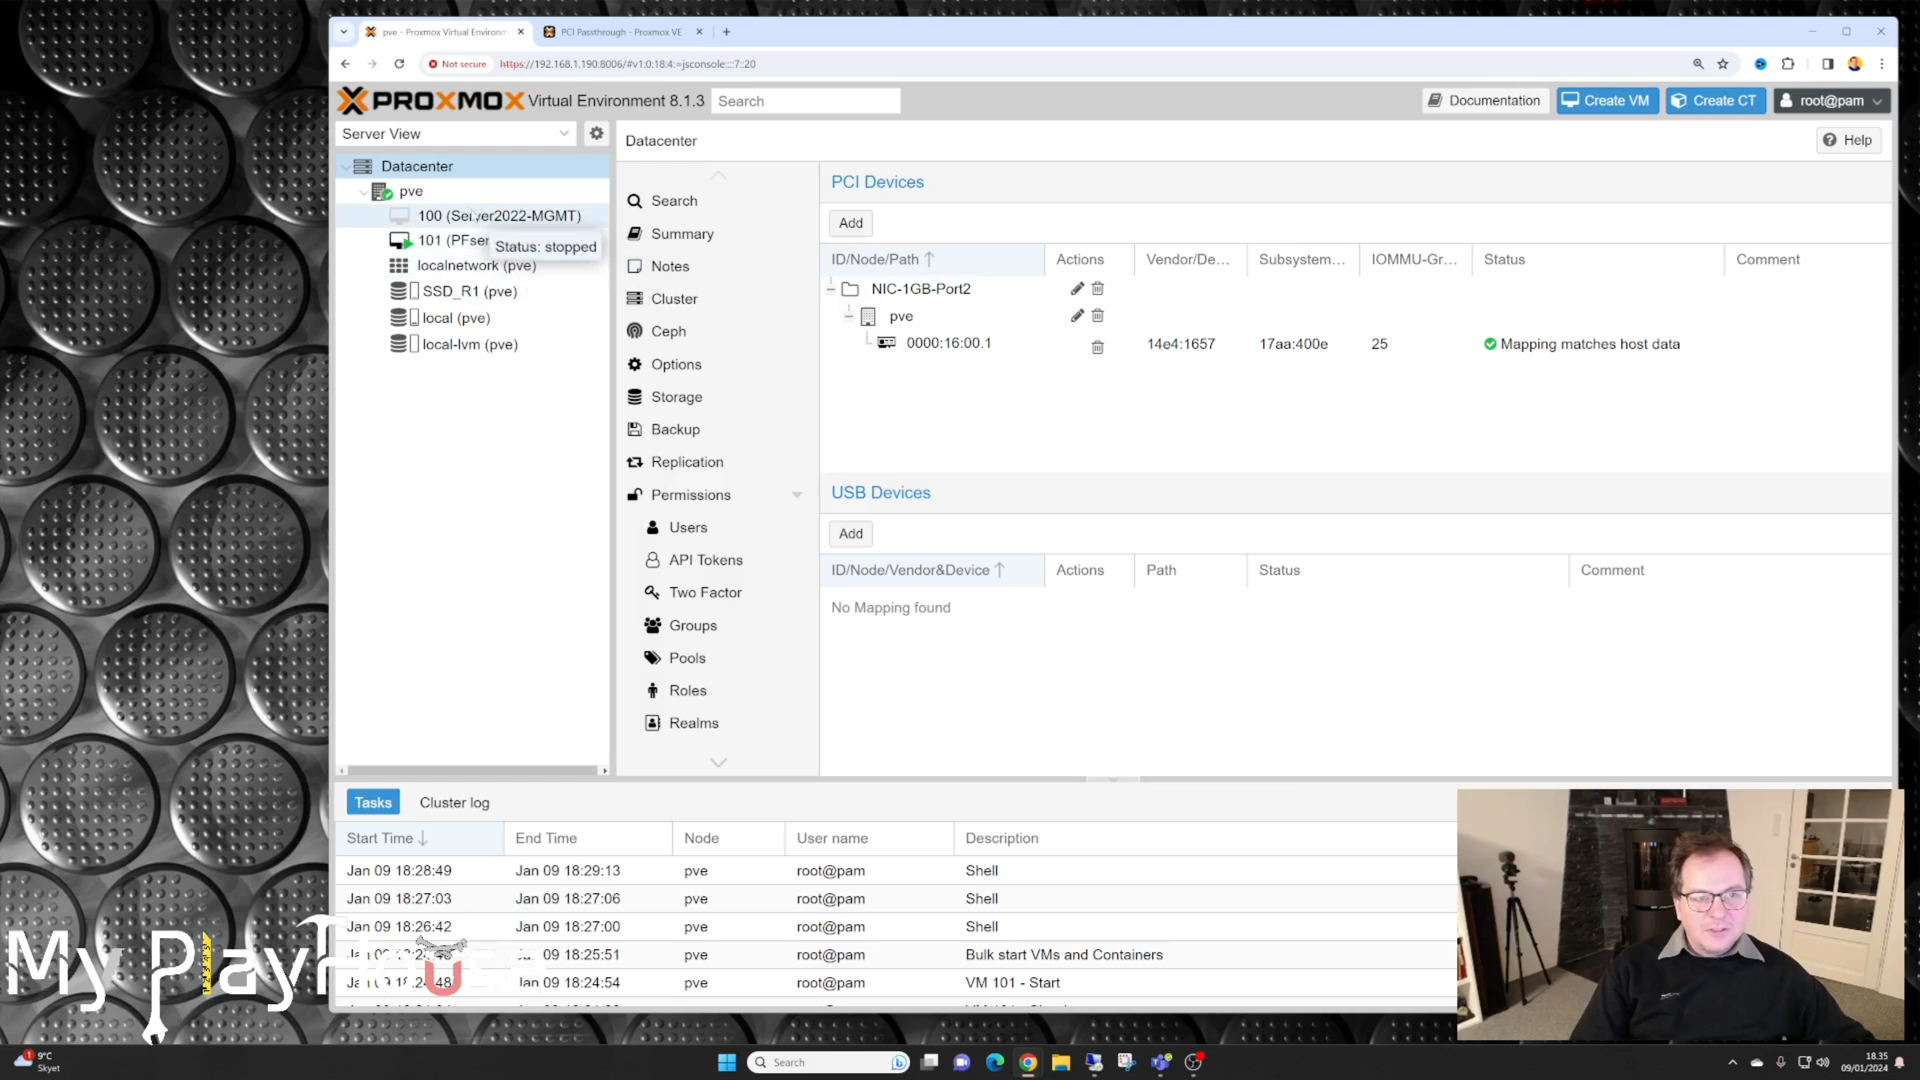 pve - Proxmox Virtual Environm
PCI Passthrough - Proxmox VE
Not secure
https://192.168.1.190:8006/#v1:0:18:4:=jsconsole::::7::20
PROXMOX Virtual Environment 8.1.3
Search
Documentation
Create VM
Create CT
root@pam
Server View
Datacenter
Help
Datacenter
pve
100 (Server2022-MGMT)
101 (PFsen
Status: stopped
localnetwork (pve)
SSD_R1 (pve)
local (pve)
local-lvm (pve)
Search
Summary
Notes
Cluster
Ceph
Options
Storage
Backup
Replication
Permissions
Users
API Tokens
Two Factor
Groups
Pools
Roles
Realms
PCI Devices
Add
ID/Node/Path Actions Vendor/De... Subsystem... IOMMU-Gr... Status Comment
NIC-1GB-Port2
pve
0000:16:00.1 14e4:1657 17aa:400e 25 Mapping matches host data
USB Devices
Add
ID/Node/Vendor&Device Actions Path Status Comment
No Mapping found
Tasks Cluster log
Start Time End Time Node User name Description
Jan 09 18:28:49 Jan 09 18:29:13 pve root@pam Shell
Jan 09 18:27:03 Jan 09 18:27:06 pve root@pam Shell
Jan 09 18:26:42 Jan 09 18:27:00 pve root@pam Shell
18:25:51 pve root@pam Bulk start VMs and Containers
Jan 09 18:24:54 pve root@pam VM 101 - Start
My PlayHouse
9°C
Skyet
Search
18.35
09/01/2024